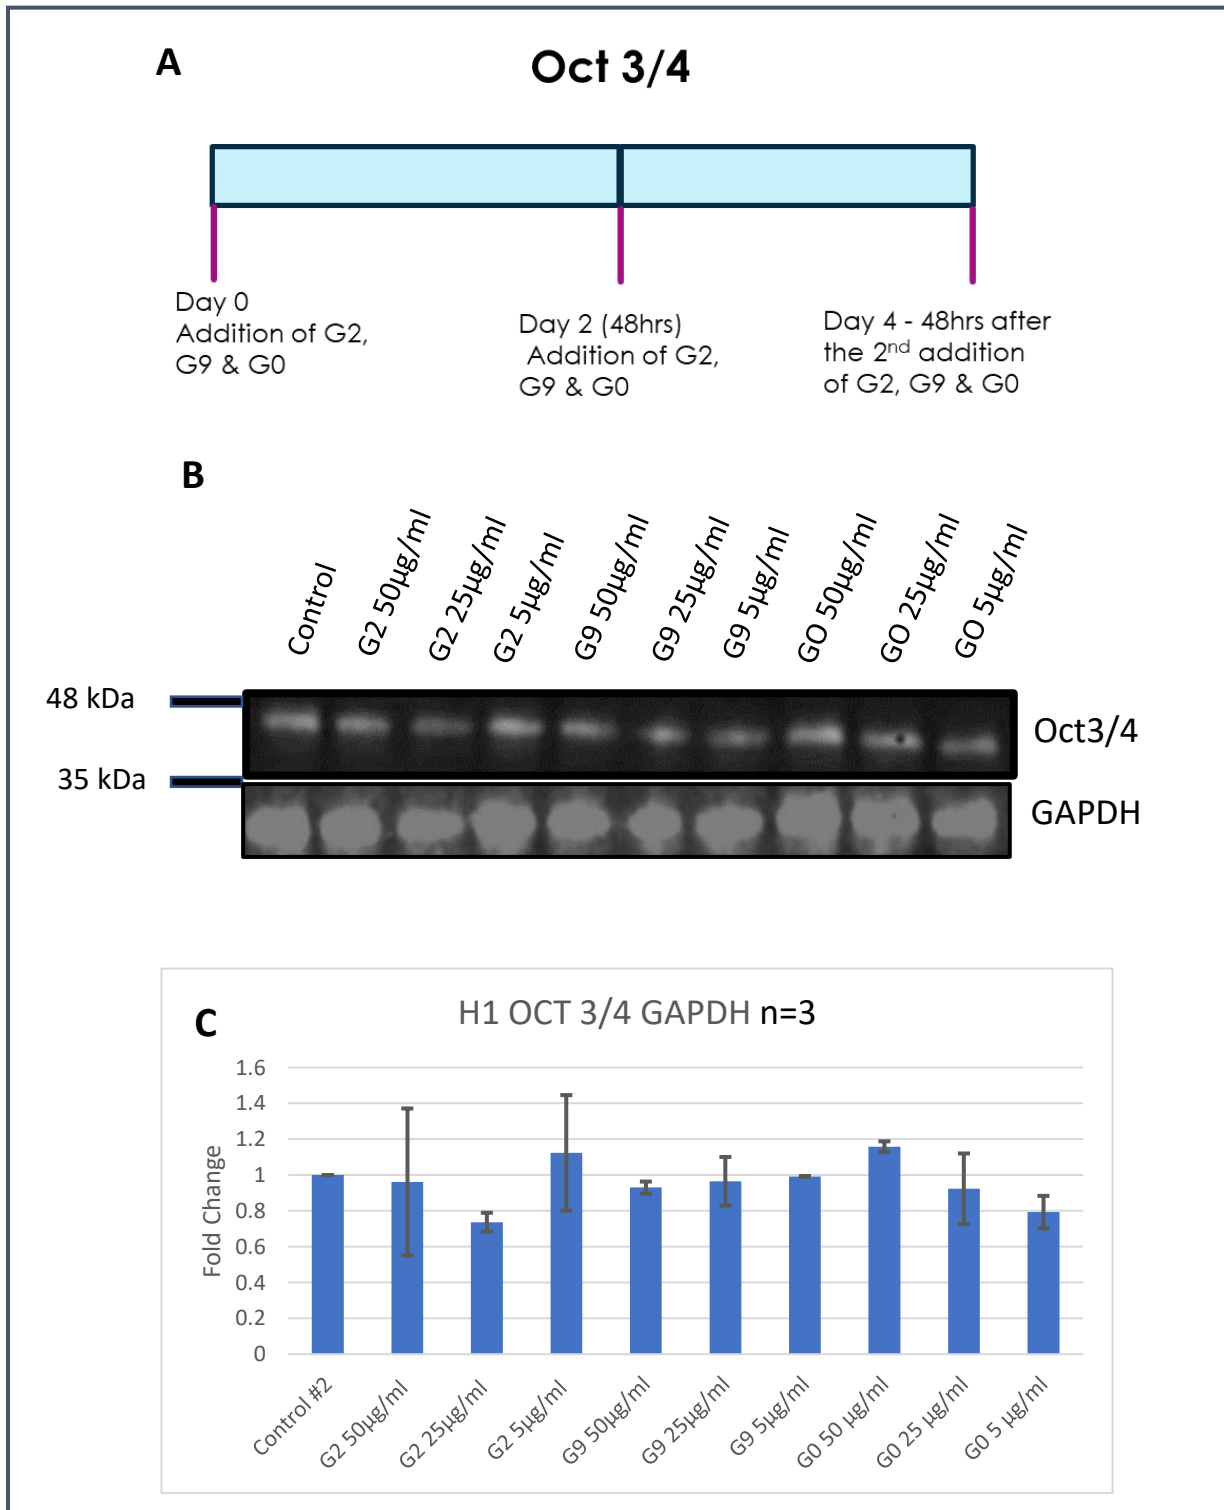 A
Oct 3/4
Day 0
Addition of G2,
G9 & G0
Day 2 (48hrs)
Addition of G2,
G9 & G0
Day 4 - 48hrs after
the 2nd addition
of G2, G9 & G0
B
Control
G2 50µg/ml
G2 25µg/ml
G2 5µg/ml
G9 50µg/ml
G9 25µg/ml
G9 5µg/ml
GO 50µg/ml
GO 25µg/ml
GO 5µg/ml
48 kDa
Oct3/4
35 kDa
GAPDH
C
H1 OCT 3/4 GAPDH n=3
Fold Change
1.6
1.4
1.2
1
0.8
0.6
0.4
0.2
0
Control #2
G2 50µg/ml
G2 25µg/ml
G2 5µg/ml
G9 50µg/ml
G9 25µg/ml
G9 5µg/ml
G0 50 µg/ml
G0 25 µg/ml
G0 5 µg/ml